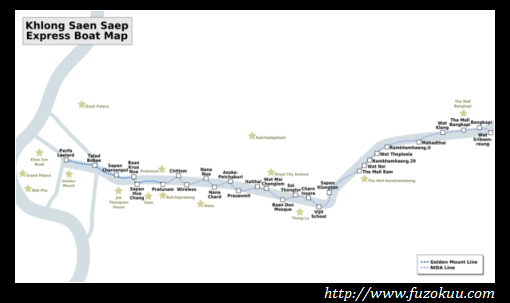 Khlong Saen Saep
Express Boat Map
The Mall
Bangkapi
Wat
Klang
The Mall
Bangkapi
Bangkapi
Wat
Sriboon-
reung
Mahadthai
Ramkhamhaeng.U
Wat Thepleela
Ramkhamhaeng.29
Wat Noi
The Mall Ram
The Mall Ramkhamhaeng
Suad Palace
Ratchadaphisek
Panfa
Leelard
Talad
Bobae
Sapan
Charoenpol
Baan
Krua
Nua
Sapan
Hua
Chang
Pratunam
Chitlom
Pratunam
Wireless
Nana
Nua
Nana
Chard
Asoke-
Petchaburi
Prasanmit
Italthai
Wat Mai
Chonglom
Royal City Avenue
Baan Don
Mosque
Soi
Thonglor
Charn
Issara
Vijit
School
Sapan
Klongton
Khao San
Road
Grand Palace
Wat Pho
Golden
Mount
Jim
Thompson
House
Siam
Ratchaprasong
Nana
Thong Lo
Golden Mount Line
NIDA Line
http://www.fuzokuu.com